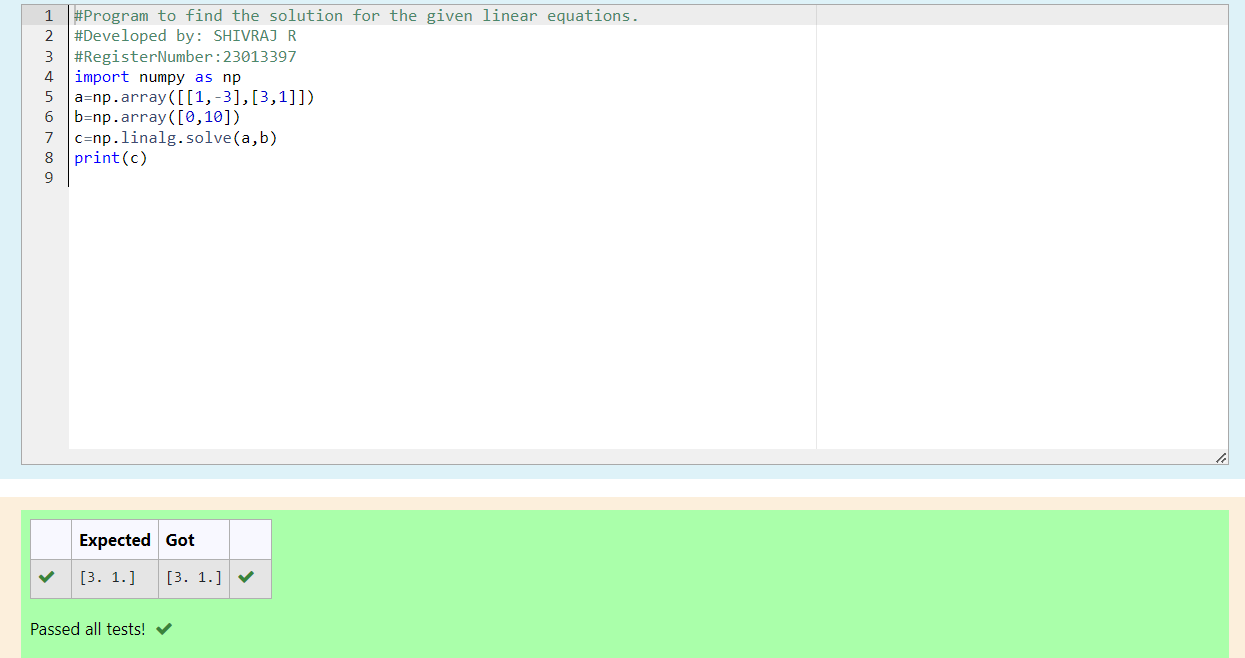 1 #Program to find the solution for the given linear equations.
2 #Developed by: SHIVRAJ R
3 #RegisterNumber:23013397
4 import numpy as np
5 a=np.array([[1,-3],[3,1]])
6 b=np.array([0,10])
7 c=np.linalg.solve(a,b)
8 print(c)
9
Expected Got
[3. 1.] [3. 1.]
Passed all tests!